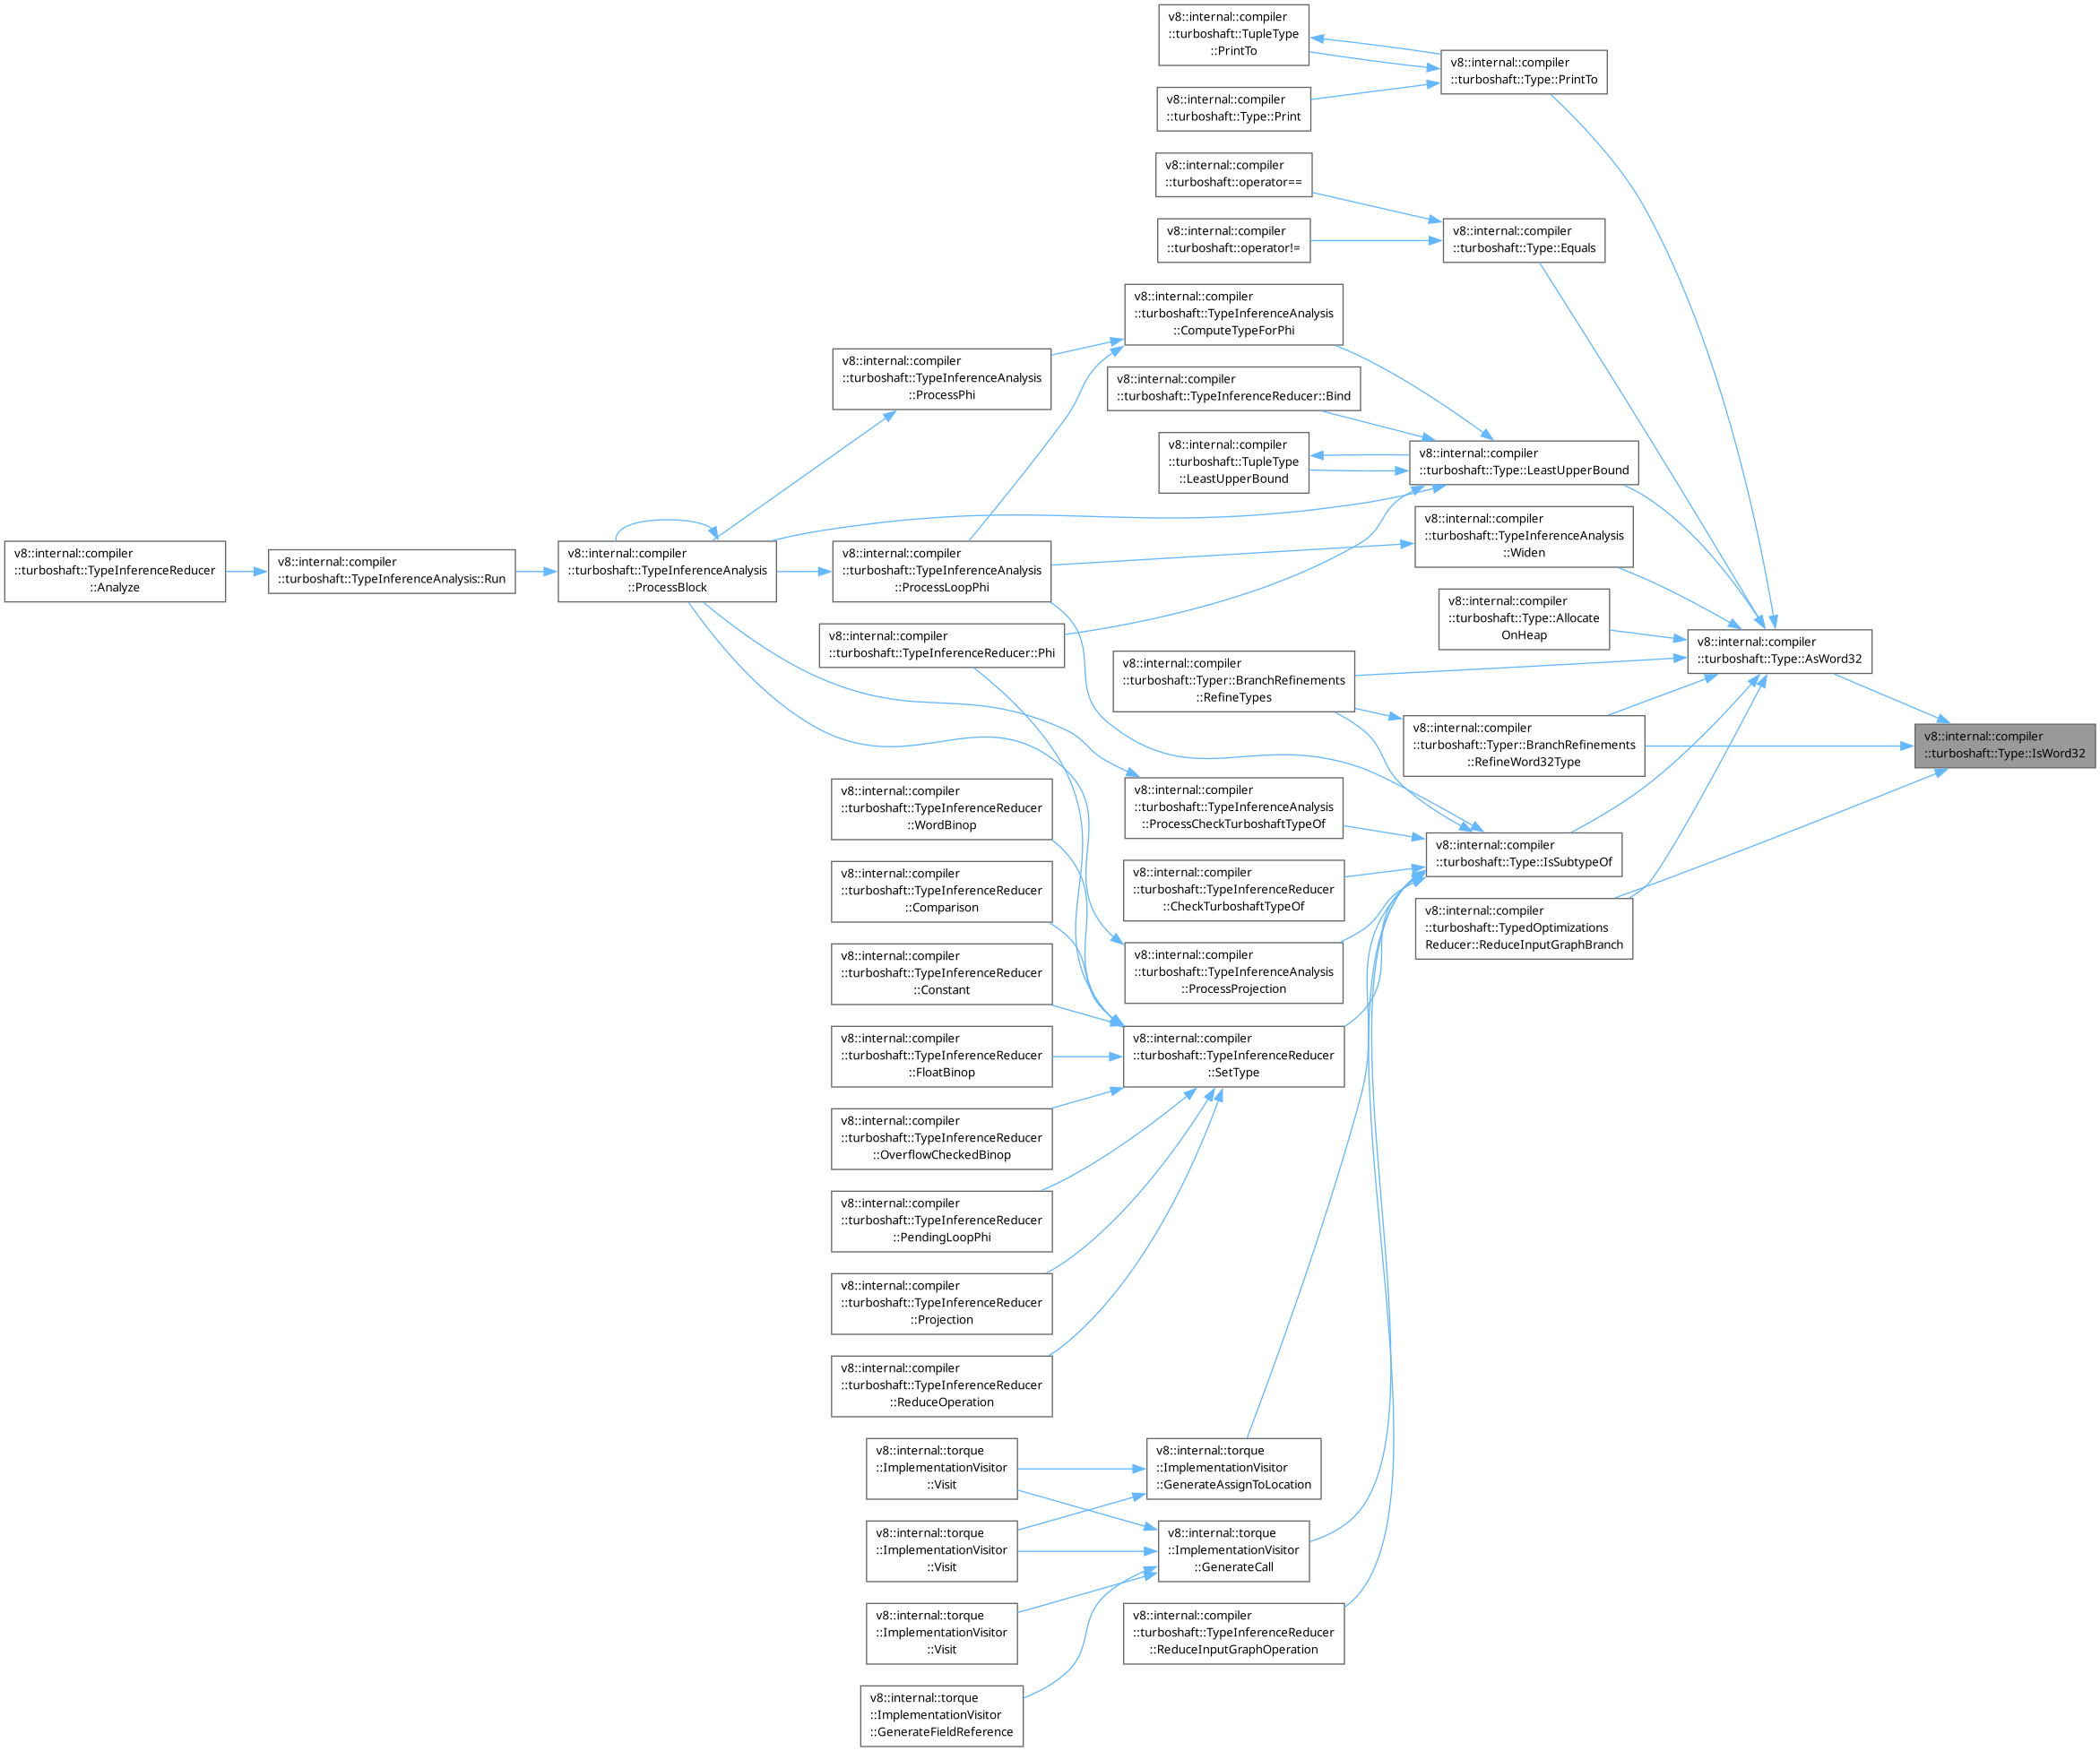 v8::internal::compiler
::turboshaft::TupleType
::PrintTo
v8::internal::compiler
::turboshaft::Type::PrintTo
v8::internal::compiler
::turboshaft::Type::Print
v8::internal::compiler
::turboshaft::operator==
v8::internal::compiler
::turboshaft::operator!=
v8::internal::compiler
::turboshaft::Type::Equals
v8::internal::compiler
::turboshaft::TypeInferenceAnalysis
::ComputeTypeForPhi
v8::internal::compiler
::turboshaft::TypeInferenceAnalysis
::ProcessPhi
v8::internal::compiler
::turboshaft::TypeInferenceReducer::Bind
v8::internal::compiler
::turboshaft::TupleType
::LeastUpperBound
v8::internal::compiler
::turboshaft::Type::LeastUpperBound
v8::internal::compiler
::turboshaft::TypeInferenceAnalysis
::Widen
v8::internal::compiler
::turboshaft::TypeInferenceReducer
::Analyze
v8::internal::compiler
::turboshaft::TypeInferenceAnalysis::Run
v8::internal::compiler
::turboshaft::TypeInferenceAnalysis
::ProcessBlock
v8::internal::compiler
::turboshaft::TypeInferenceAnalysis
::ProcessLoopPhi
v8::internal::compiler
::turboshaft::Type::Allocate
OnHeap
v8::internal::compiler
::turboshaft::TypeInferenceReducer::Phi
v8::internal::compiler
::turboshaft::Type::AsWord32
v8::internal::compiler
::turboshaft::Typer::BranchRefinements
::RefineTypes
v8::internal::compiler
::turboshaft::Typer::BranchRefinements
::RefineWord32Type
v8::internal::compiler
::turboshaft::Type::IsWord32
v8::internal::compiler
::turboshaft::TypeInferenceReducer
::WordBinop
v8::internal::compiler
::turboshaft::TypeInferenceAnalysis
::ProcessCheckTurboshaftTypeOf
v8::internal::compiler
::turboshaft::Type::IsSubtypeOf
v8::internal::compiler
::turboshaft::TypeInferenceReducer
::Comparison
v8::internal::compiler
::turboshaft::TypeInferenceReducer
::CheckTurboshaftTypeOf
v8::internal::compiler
::turboshaft::TypedOptimizations
Reducer::ReduceInputGraphBranch
v8::internal::compiler
::turboshaft::TypeInferenceReducer
::Constant
v8::internal::compiler
::turboshaft::TypeInferenceAnalysis
::ProcessProjection
v8::internal::compiler
::turboshaft::TypeInferenceReducer
::FloatBinop
v8::internal::compiler
::turboshaft::TypeInferenceReducer
::SetType
v8::internal::compiler
::turboshaft::TypeInferenceReducer
::OverflowCheckedBinop
v8::internal::compiler
::turboshaft::TypeInferenceReducer
::PendingLoopPhi
v8::internal::compiler
::turboshaft::TypeInferenceReducer
::Projection
v8::internal::compiler
::turboshaft::TypeInferenceReducer
::ReduceOperation
v8::internal::torque
::ImplementationVisitor
::Visit
v8::internal::torque
::ImplementationVisitor
::GenerateAssignToLocation
v8::internal::torque
::ImplementationVisitor
::Visit
v8::internal::torque
::ImplementationVisitor
::GenerateCall
v8::internal::torque
::ImplementationVisitor
::Visit
v8::internal::compiler
::turboshaft::TypeInferenceReducer
::ReduceInputGraphOperation
v8::internal::torque
::ImplementationVisitor
::GenerateFieldReference